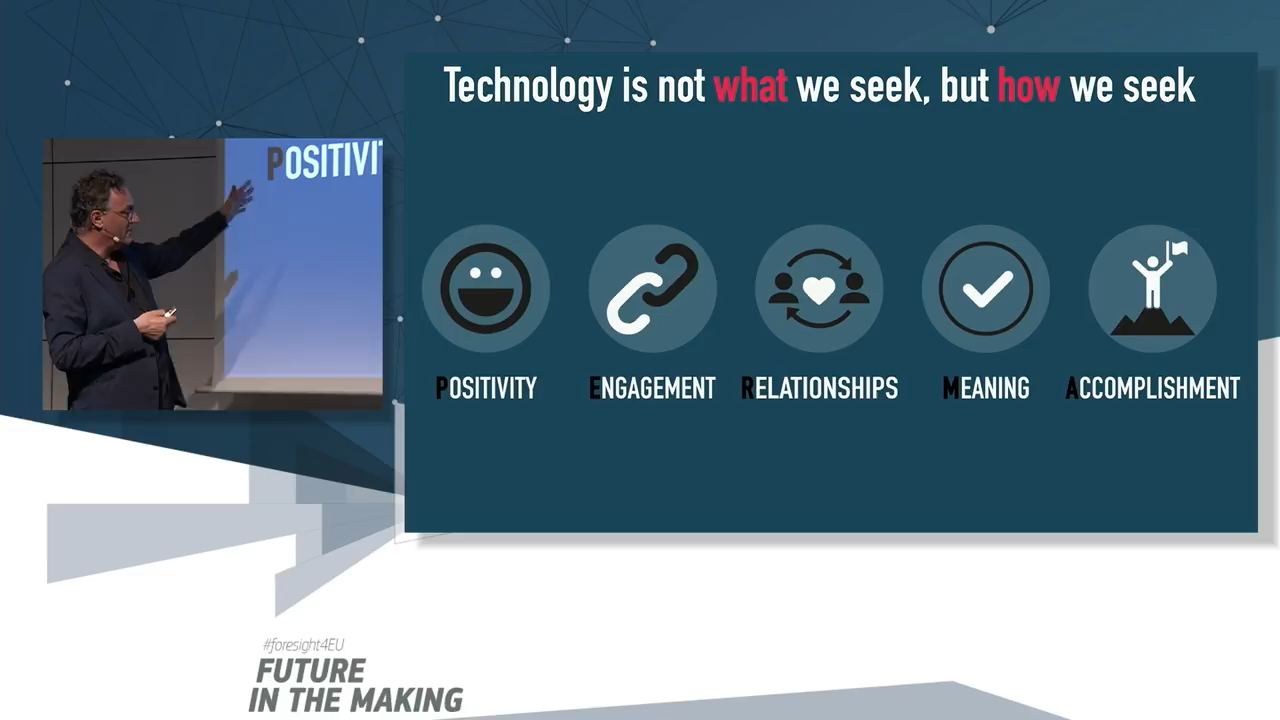 Technology is not what we seek, but how we seek
POSITIVI
POSITIVITY
ENGAGEMENT
RELATIONSHIPS
MEANING
ACCOMPLISHMENT
#foresight4EU
FUTURE
IN THE MAKING